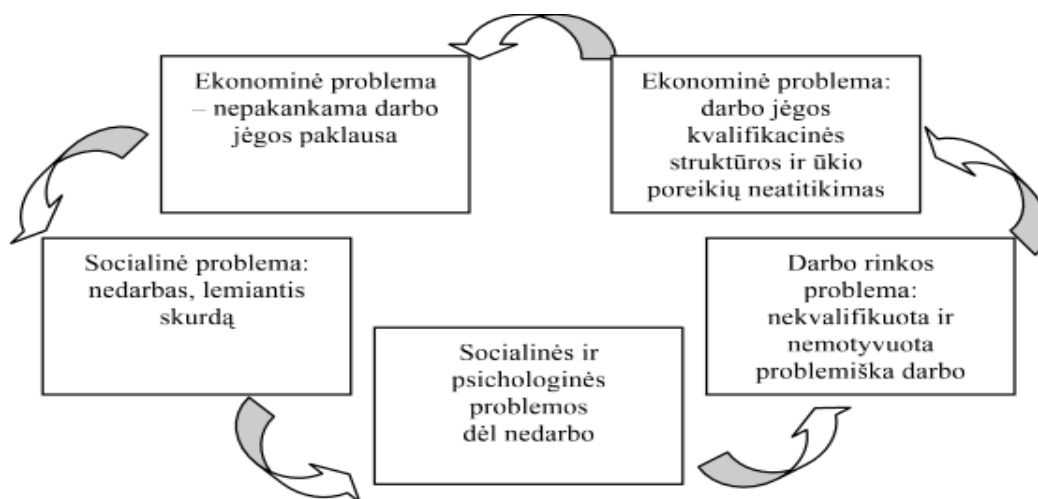 Ekonominė problema
– nepakankama darbo
jėgos paklausa
Ekonominė problema:
darbo jėgos
kvalifikacinės
struktūros ir ūkio
poreikių neatitikimas
Socialinė problema:
nedarbas, lemiantis
skurdą
Darbo rinkos
problema:
nekvalifikuota ir
nemotyvuota
problemiška darbo
Socialinės ir
psichologinės
problemos
dėl nedarbo